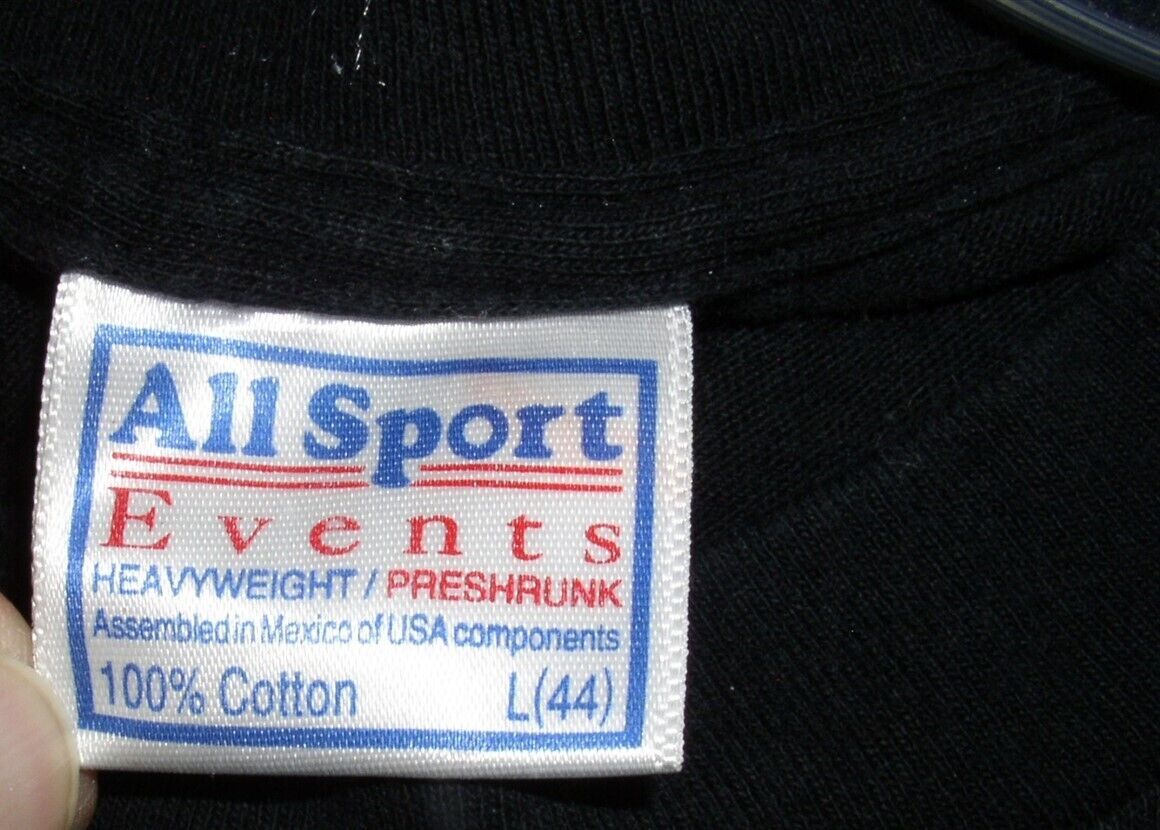 All Sport
Events
HEAVYWEIGHT / PRESHRUNK
Assembled in Mexico of USA components
100% Cotton L(44)